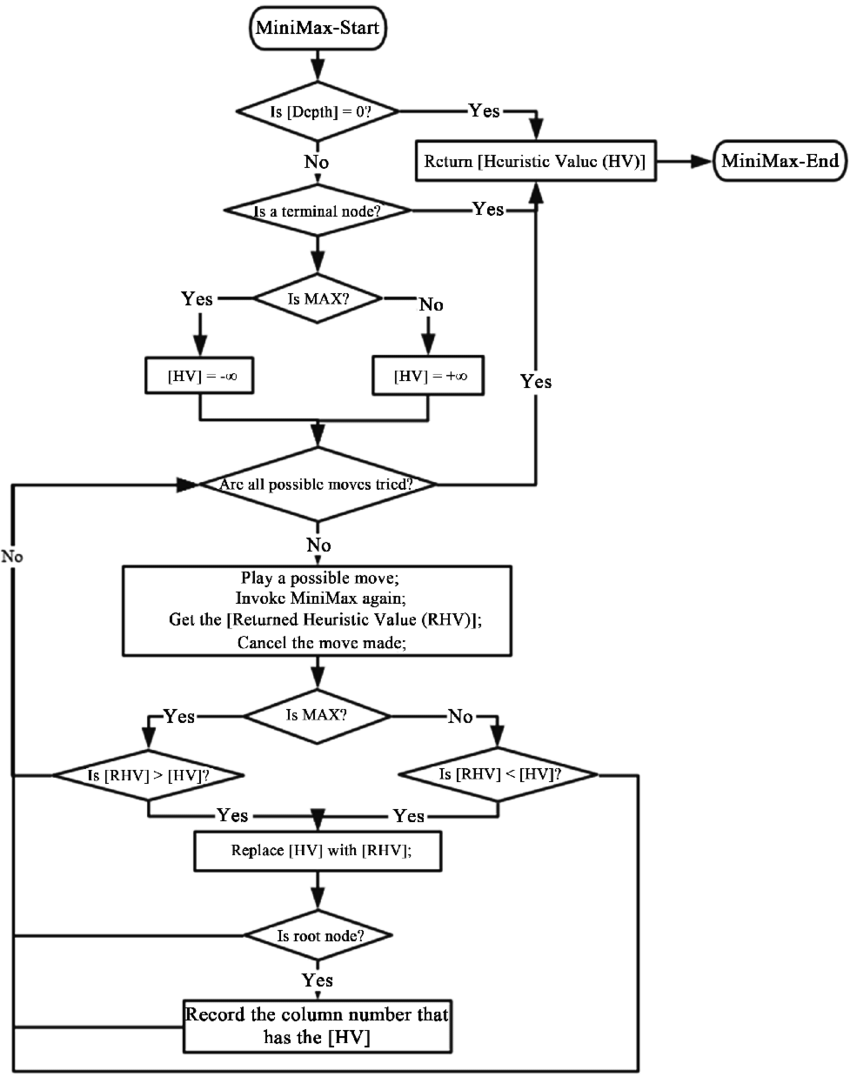 MiniMax-Start
Is [Depth] = 0?
Yes
No
Return [Heuristic Value (HV)]
MiniMax-End
Is a terminal node?
Yes
Is MAX?
Yes
No
[HV] = -∞
[HV] = +∞
Yes
Are all possible moves tried?
No
No
Play a possible move;
Invoke MiniMax again;
Get the [Returned Heuristic Value (RHV)];
Cancel the move made;
Is MAX?
Yes
No
Is [RHV] > [HV]?
Is [RHV] < [HV]?
Yes
Yes
Replace [HV] with [RHV];
Is root node?
Yes
Record the column number that
has the [HV]